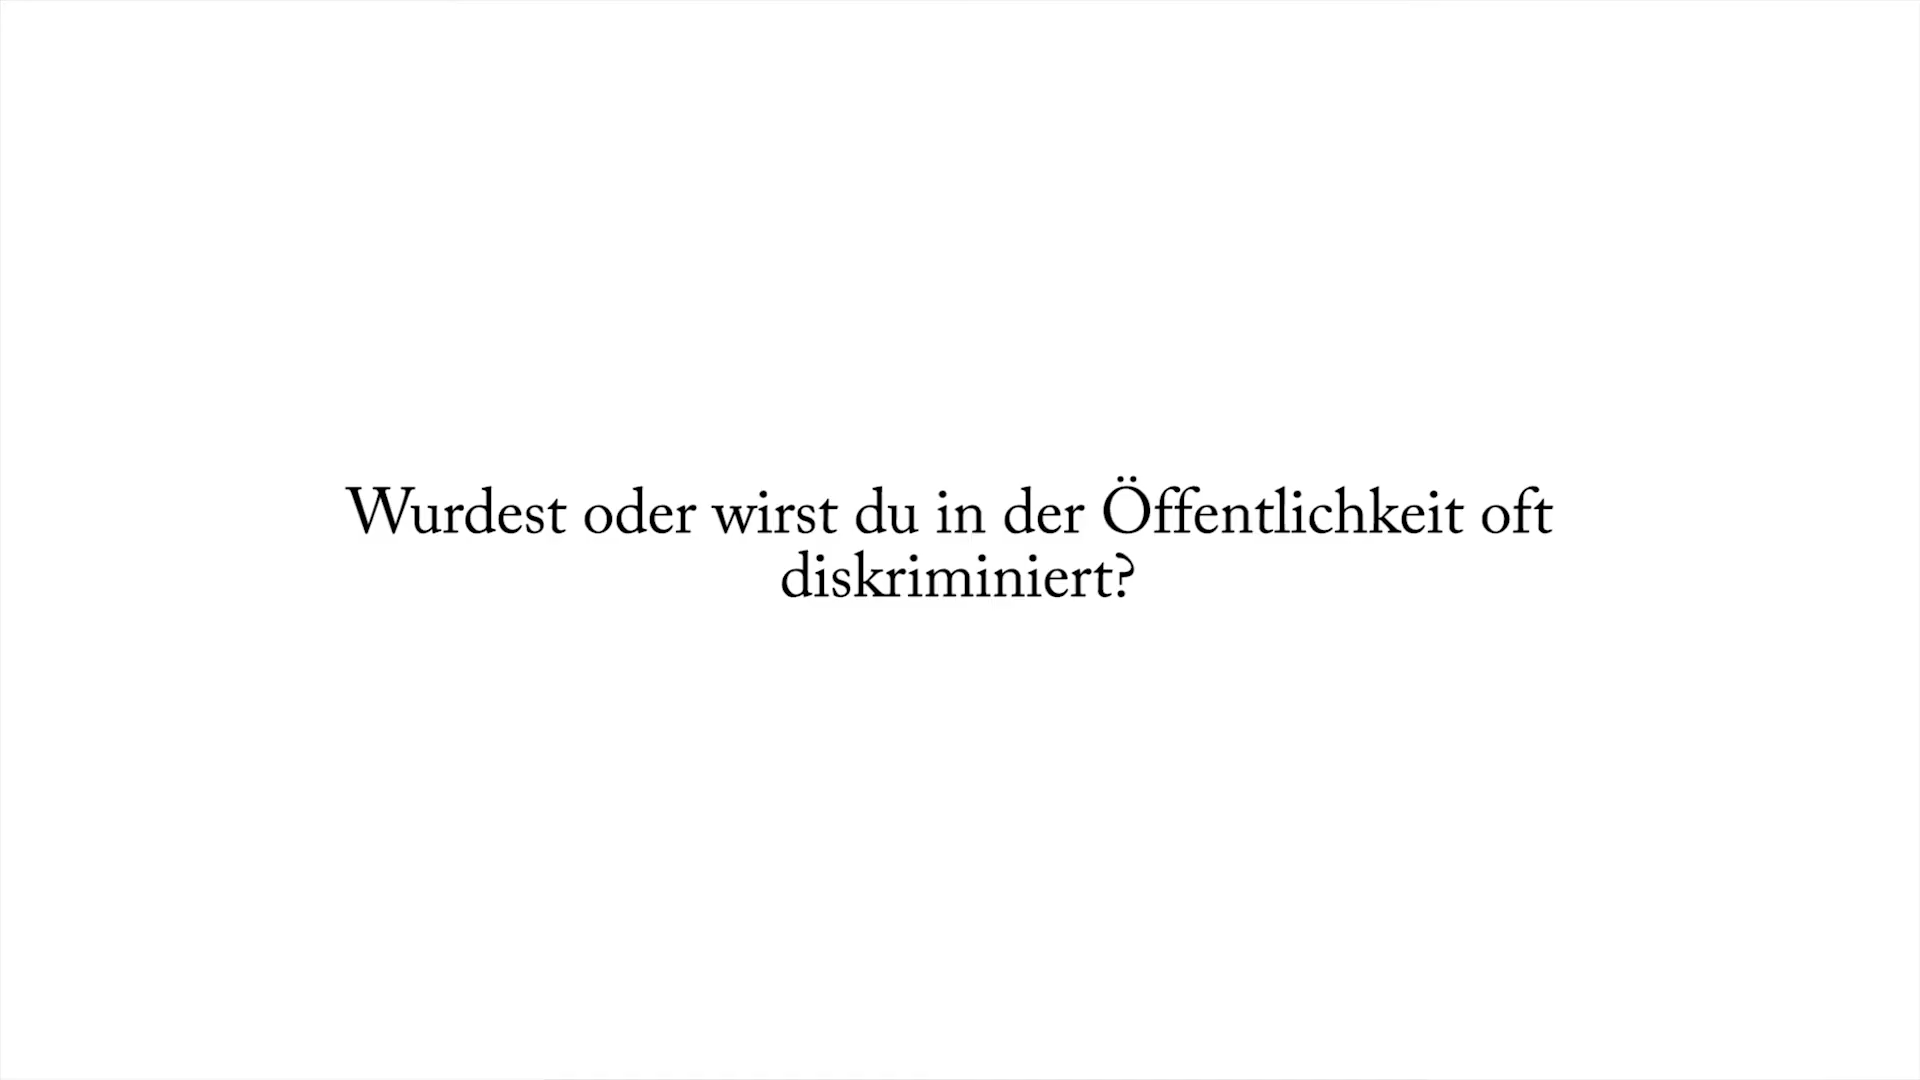 Wurdest oder wirst du in der Öffentlichkeit oft
diskriminiert?